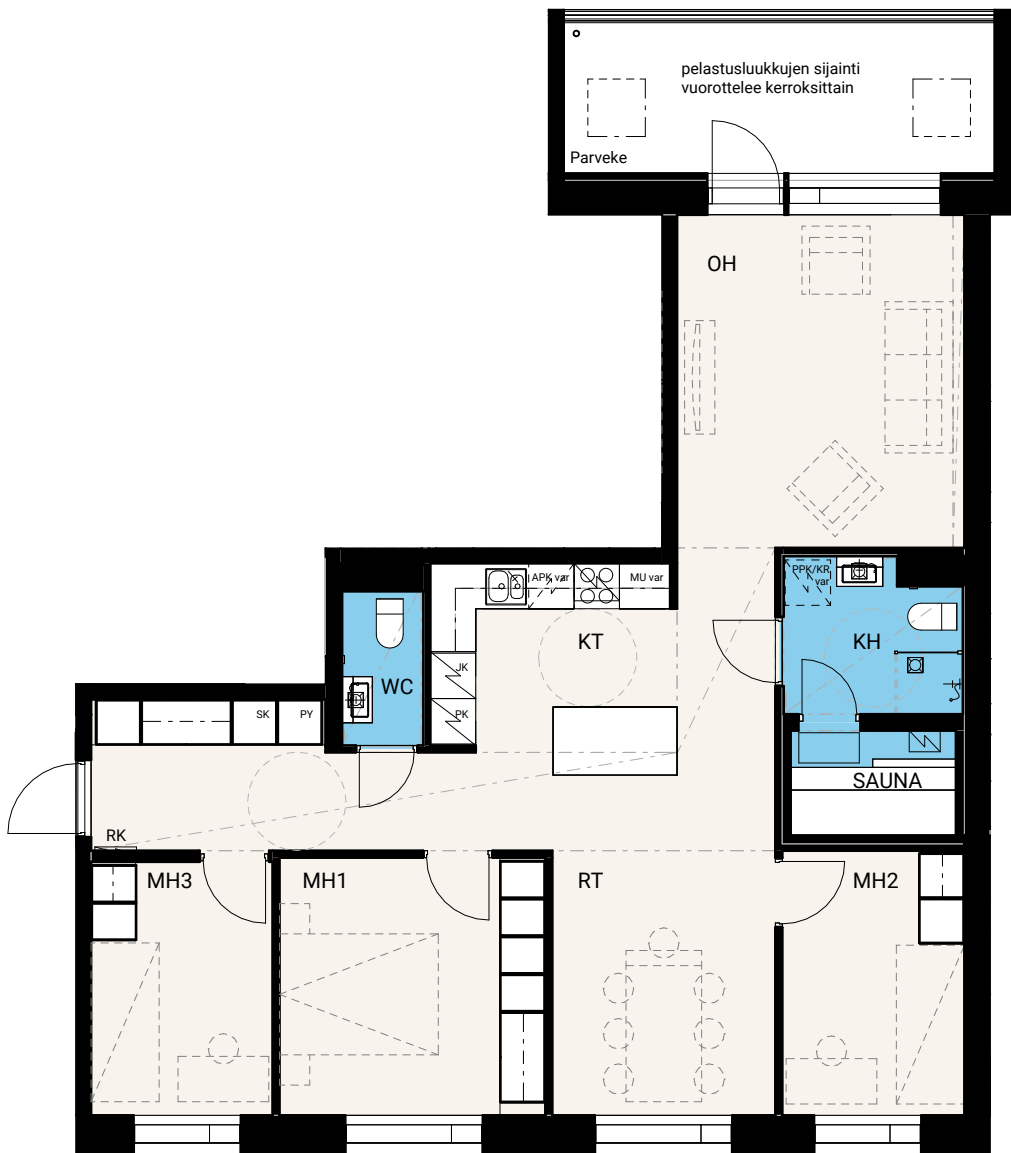 pelastusluukkujen sijainti
vuorottelee kerroksittain
Parveke
OH
APK var
MU var
PPK/KR
var
KT
KH
JK
WC
PK
SK
PY
SAUNA
RK
MH3
MH1
RT
MH2